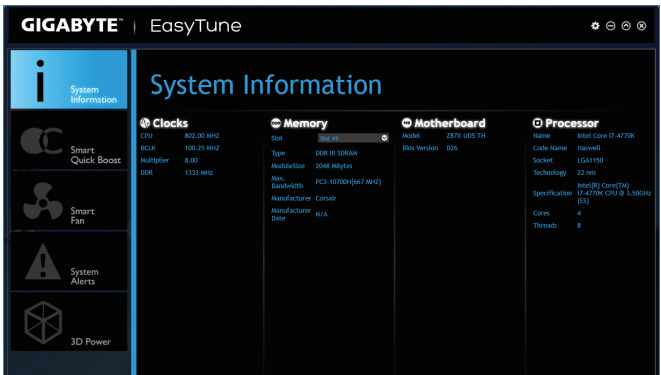 GIGABYTE™ | EasyTune
System Information
System Information
Smart Quick Boost
Smart Fan
System Alerts
3D Power
Clocks
CPU 802.00 MHZ
BCLK 100.25 MHZ
Multiplier 8.00
DDR 1333 MHz
Memory
Slot Slot #0
Type DDR III SDRAM
ModuleSize 2048 MBytes
Max. Bandwidth PC3-10700H(667 MHZ)
Manufacturer Corsair
Manufacturer Date N/A
Motherboard
Model Z87X-UD5 TH
Bios Version D26
Processor
Name Intel Core i7-4770K
Code Name Haswell
Socket LGA1150
Technology 22 nm
Specification Intel(R) Core(TM) i7-4770K CPU @ 3.50GHz (ES)
Cores 4
Threads 8